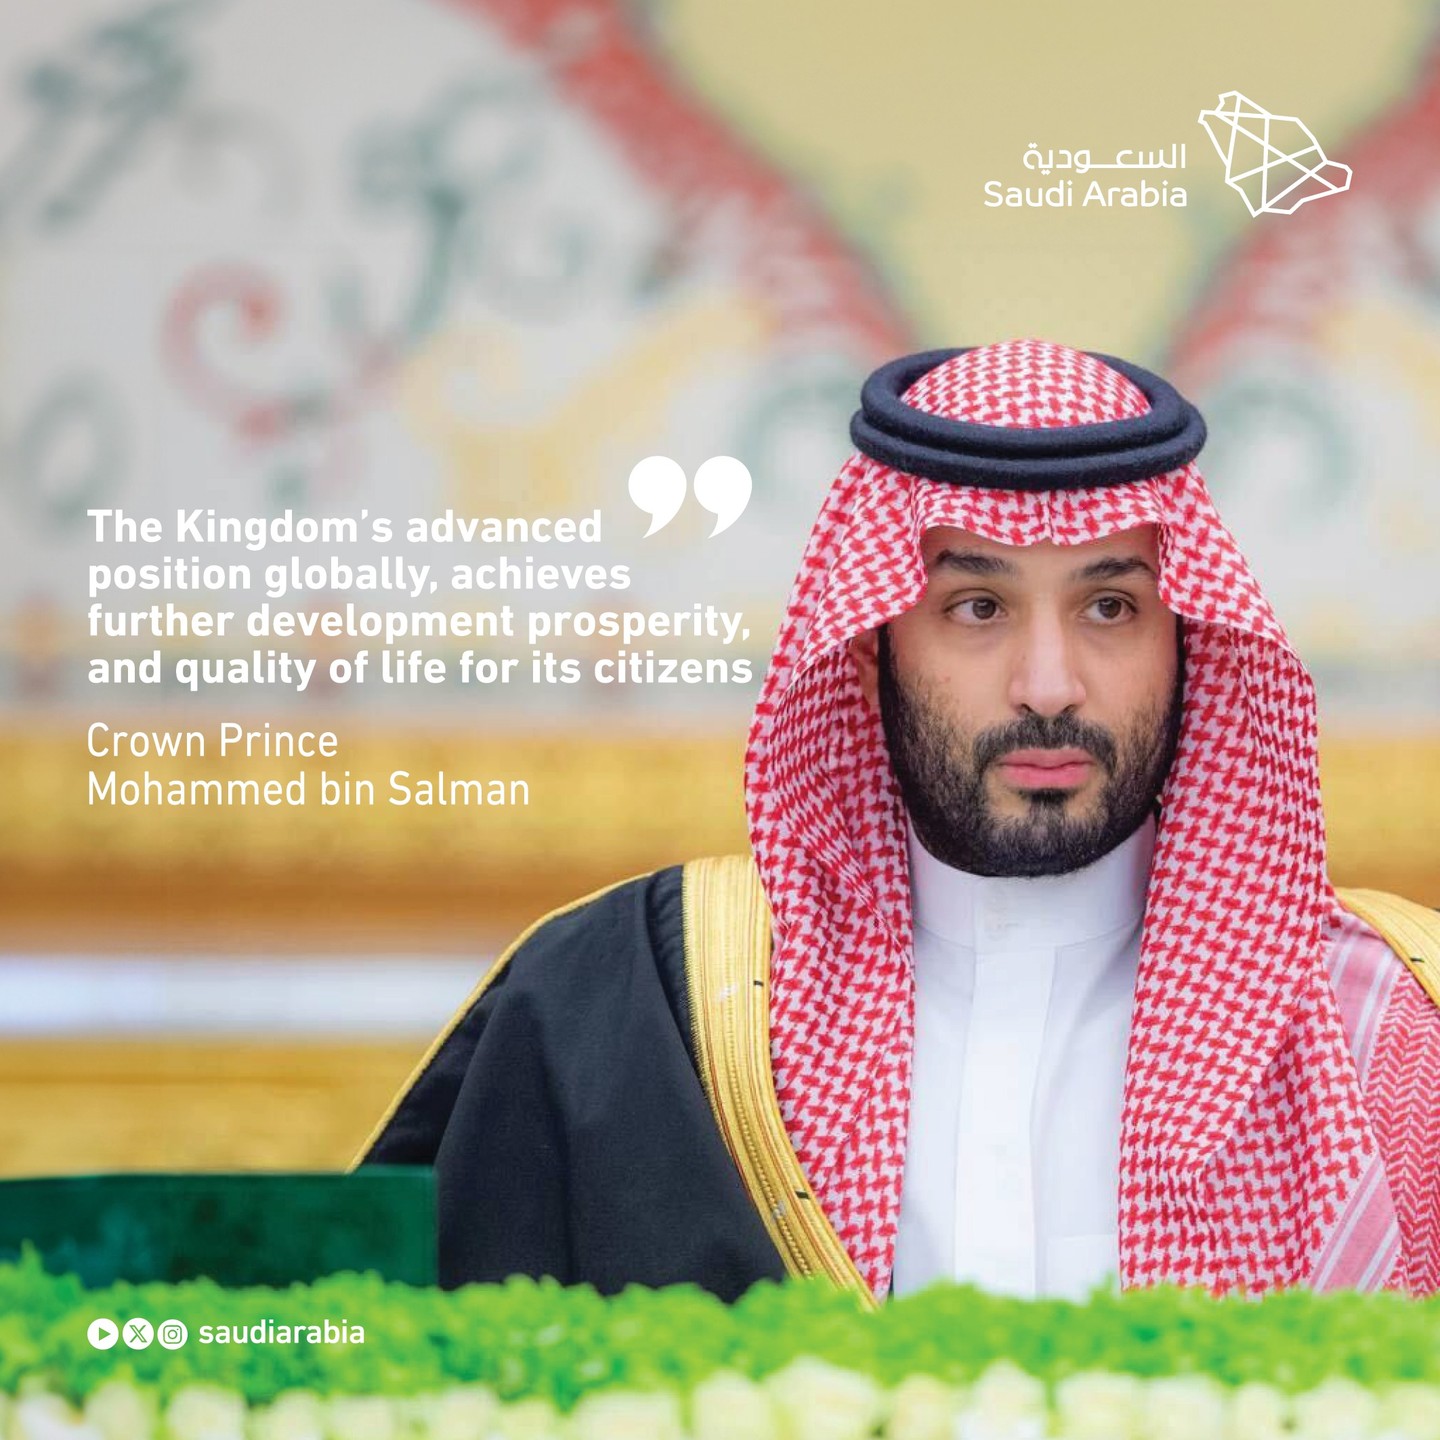 السعودية
Saudi Arabia
The Kingdom’s advanced
position globally, achieves
further development prosperity,
and quality of life for its citizens
”
Crown Prince
Mohammed bin Salman
saudiarabia